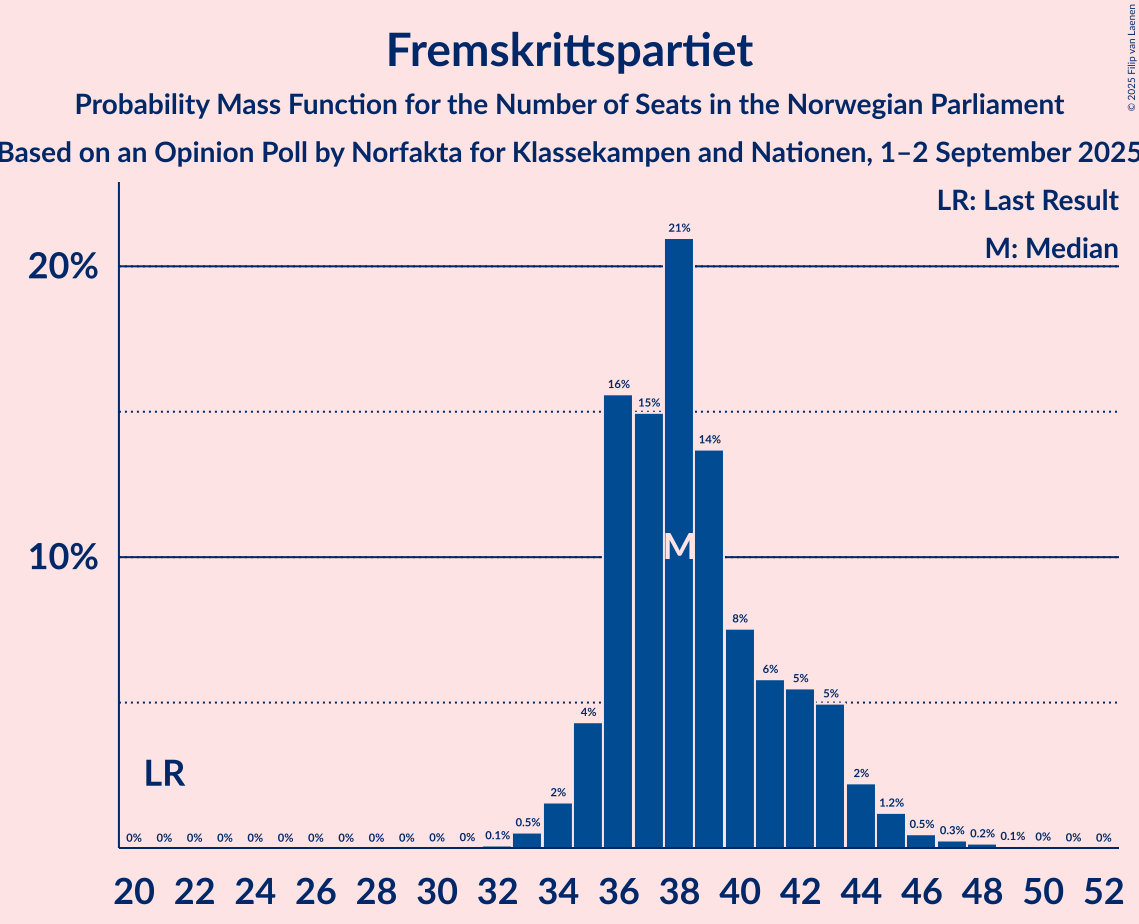 Fremskrittspartiet
Probability Mass Function for the Number of Seats in the Norwegian Parliament
Based on an Opinion Poll by Norfakta for Klassekampen and Nationen, 1–2 September 2025
© 2025 Filip van Laenen
LR: Last Result
M: Median
20%
10%
21%
16%
15%
14%
M
8%
6%
5%
5%
4%
2%
2%
1.2%
LR
0% 0% 0% 0% 0% 0% 0% 0% 0% 0% 0% 0% 0.1% 0.5% 0.5% 0.3% 0.2% 0.1% 0% 0% 0%
20 22 24 26 28 30 32 34 36 38 40 42 44 46 48 50 52